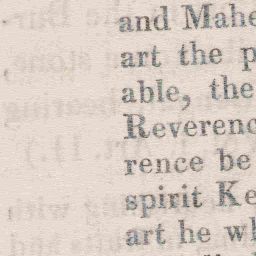 and Mahe
art the p
able, the
Reverenc
rence be
spirit Ke
art he wh